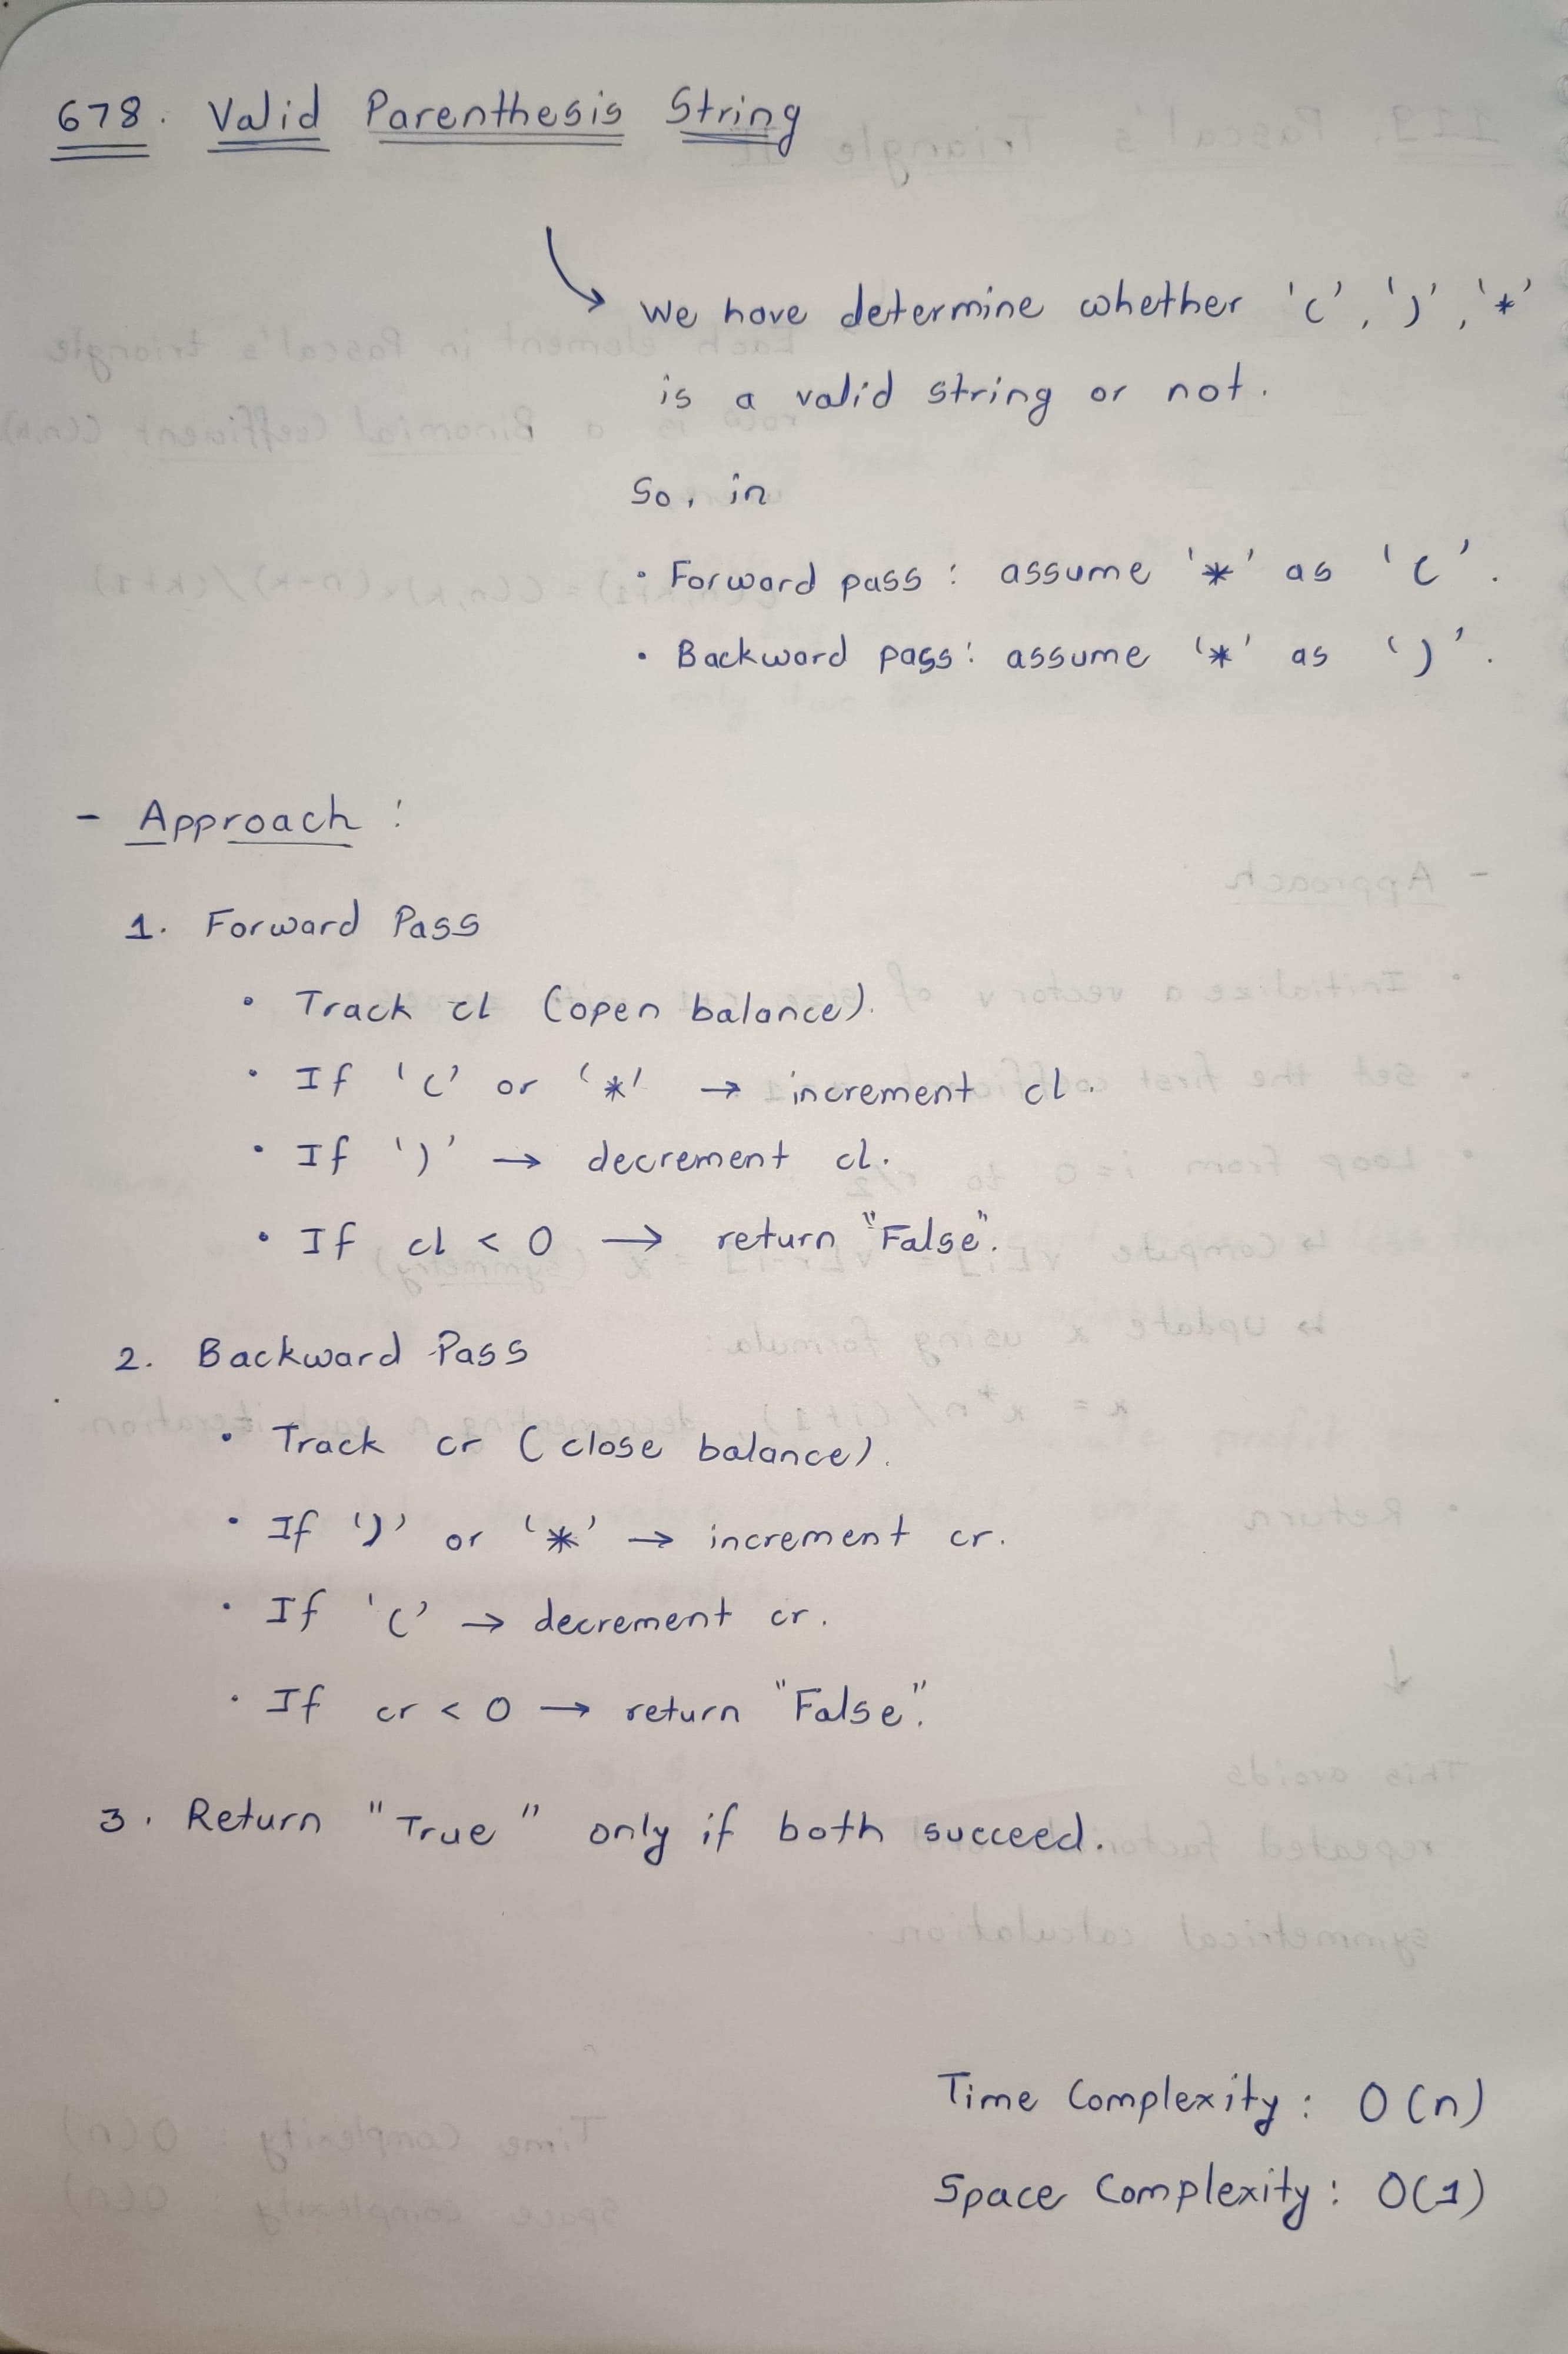 678. Valid Parenthesis String
We have determine whether '(', ')', '*'
is a valid string or not.
So, in
• Forward pass : assume '*' as '('.
• Backward pass : assume '*' as ')'.
- Approach :
1. Forward Pass
• Track cl (open balance).
• If '(' or '*' → increment cl.
• If ')' → decrement cl.
• If cl < 0 → return "False".
2. Backward Pass
• Track cr (close balance).
• If ')' or '*' → increment cr.
• If '(' → decrement cr.
• If cr < 0 → return "False".
3. Return "True" only if both succeed.
Time Complexity : O(n)
Space Complexity : O(1)